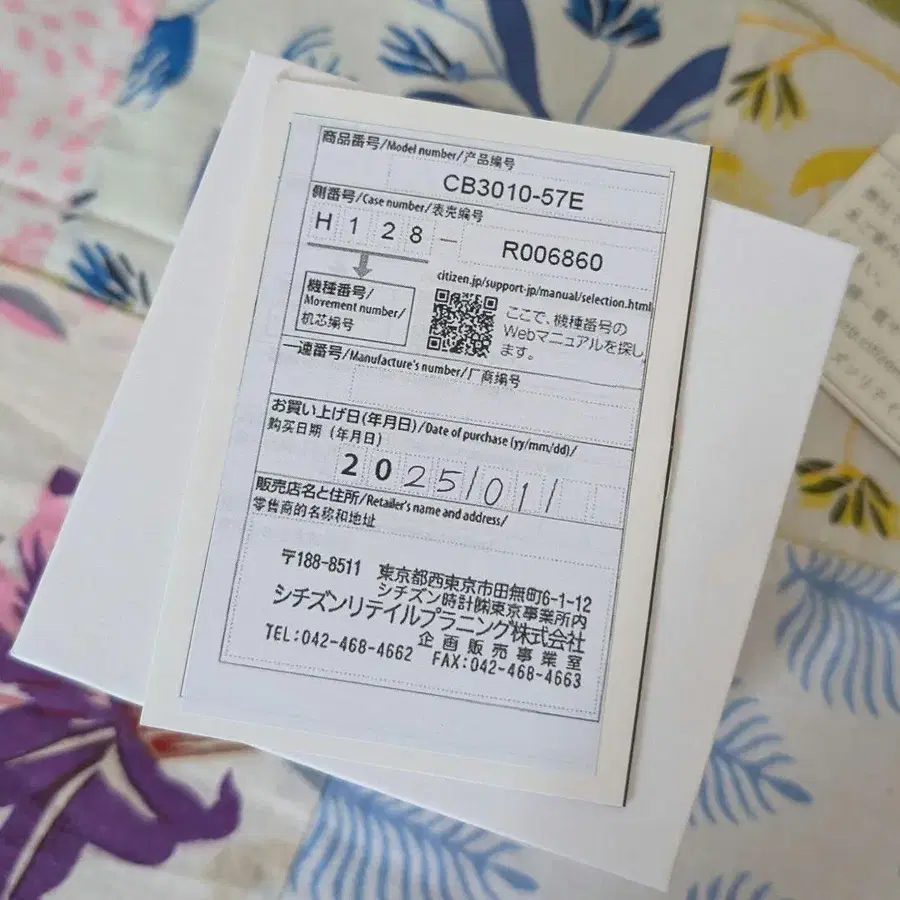 商品番号/Model number/产品编号
CB3010-57E
側番号/Case number/表壳编号
H128 - R006860
citizen.jp/support-jp/manual/selection.html
機種番号/
Movement number/
机芯编号
ここで、機種番号の
Webマニュアルを探し
ます。
一連番号/Manufacture's number/厂商编号
お買い上げ日(年月日)/Date of purchase (yy/mm/dd)/
购买日期 (年月日)
2025/01/
販売店名と住所/Retailer's name and address/
零售商的名称和地址
〒188-8511 東京都西東京市田無町6-1-12
シチズン時計㈱東京事業所内
シチズンリテイルプラニング株式会社
企画販売事業室
TEL:042-468-4662 FAX:042-468-4663